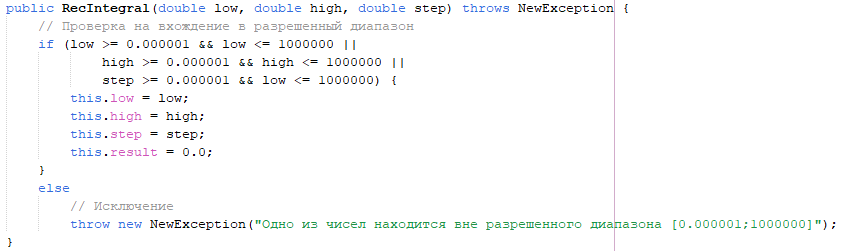 public RecIntegral(double low, double high, double step) throws NewException {
// Проверка на вхождение в разрешенный диапазон
if (low >= 0.000001 && low <= 1000000 ||
high >= 0.000001 && high <= 1000000 ||
step >= 0.000001 && low <= 1000000) {
this.low = low;
this.high = high;
this.step = step;
this.result = 0.0;
}
else
// Исключение
throw new NewException("Одно из чисел находится вне разрешенного диапазона [0.000001;1000000]");
}